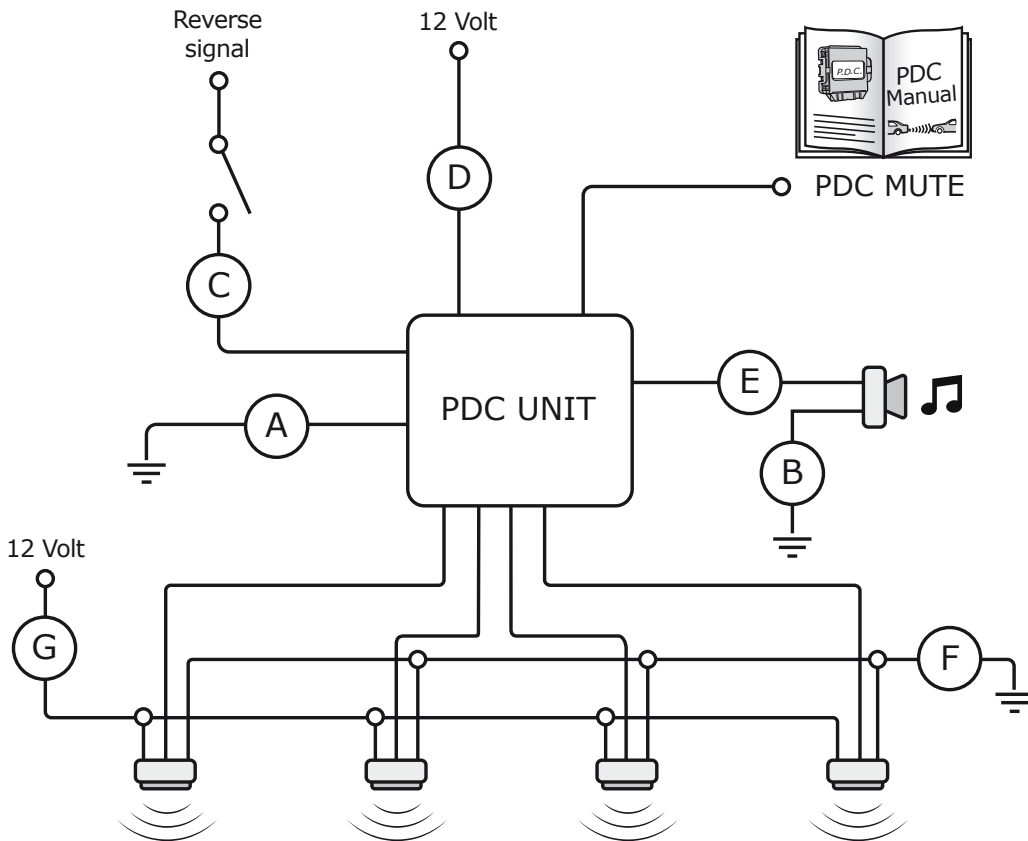 Reverse
signal
12 Volt
P.D.C.
PDC
Manual
PDC MUTE
D
C
PDC UNIT
E
A
B
12 Volt
G
F